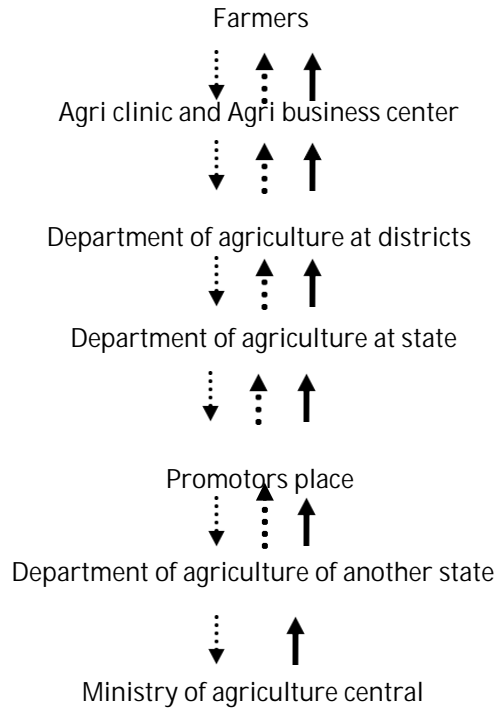 Farmers
Agri clinic and Agri business center
Department of agriculture at districts
Department of agriculture at state
Promotors place
Department of agriculture of another state
Ministry of agriculture central